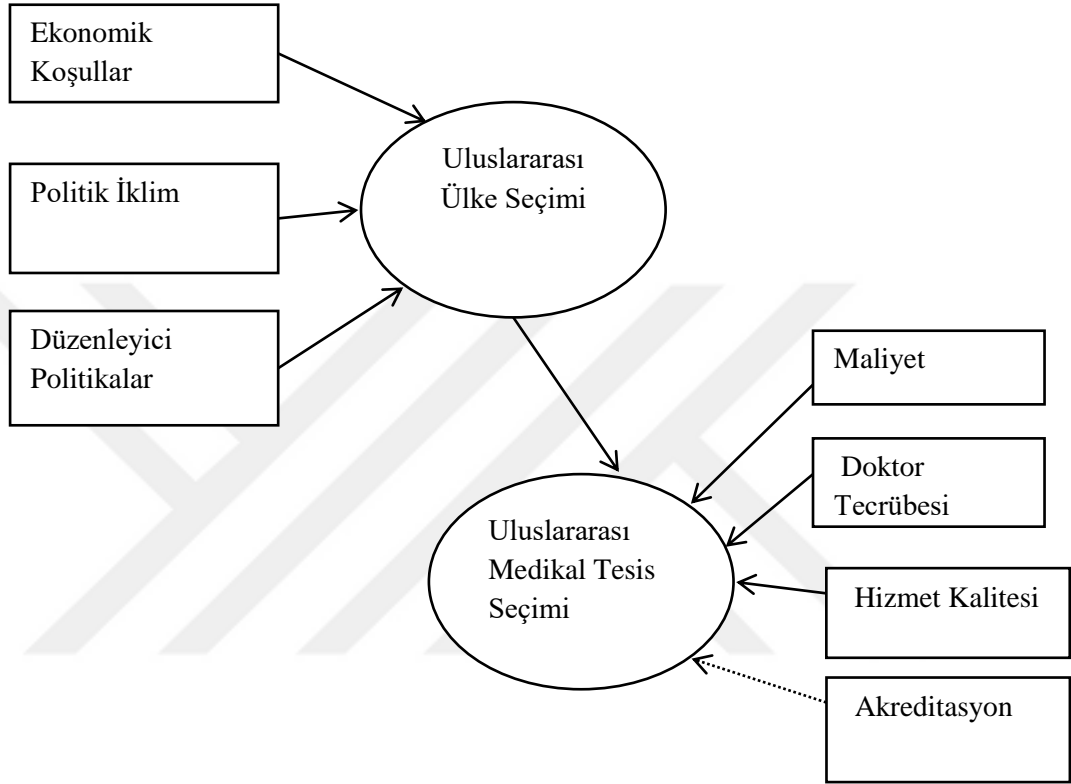 Ekonomik
Koşullar
Uluslararası
Ülke Seçimi
Politik İklim
Düzenleyici
Politikalar
Maliyet
Doktor
Tecrübesi
Uluslararası
Medikal Tesis
Seçimi
Hizmet Kalitesi
Akreditasyon